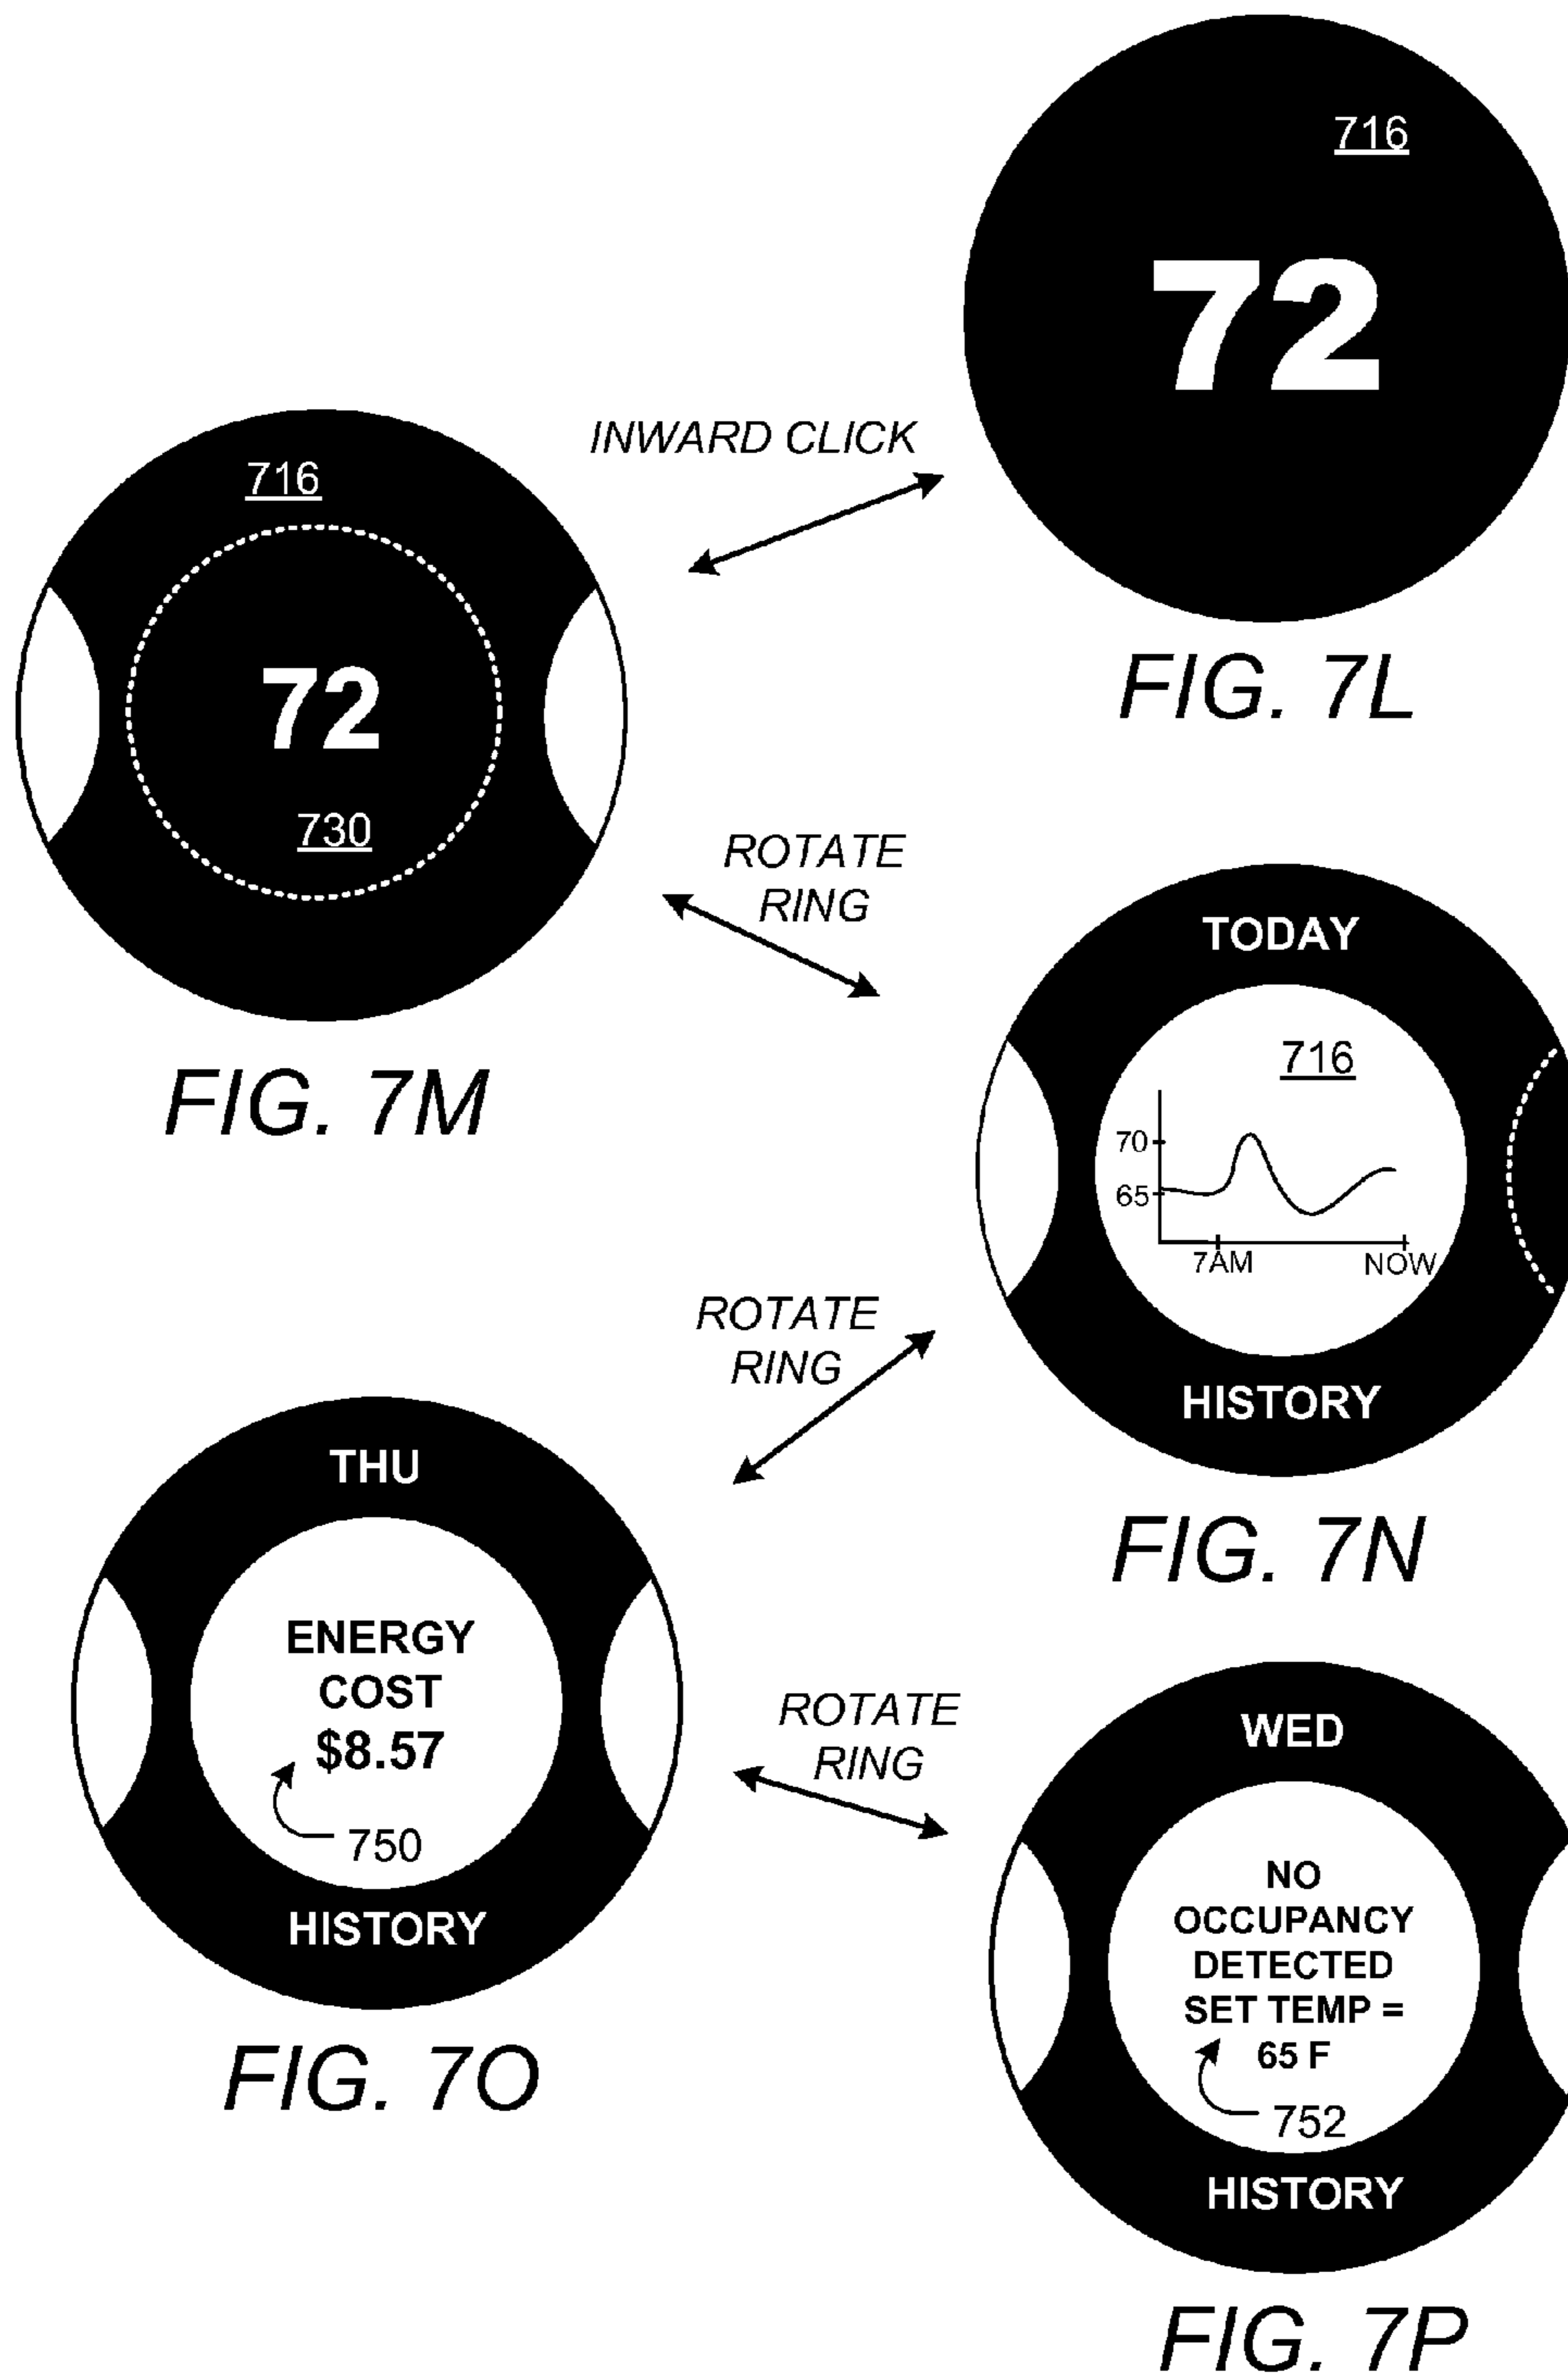 716
72
FIG. 7L
INWARD CLICK
716
72
730
FIG. 7M
ROTATE
RING
TODAY
716
70
65
7AM NOW
HISTORY
FIG. 7N
ROTATE
RING
THU
ENERGY
COST
$8.57
750
HISTORY
FIG. 7O
ROTATE
RING
WED
NO
OCCUPANCY
DETECTED
SET TEMP =
65 F
752
HISTORY
FIG. 7P